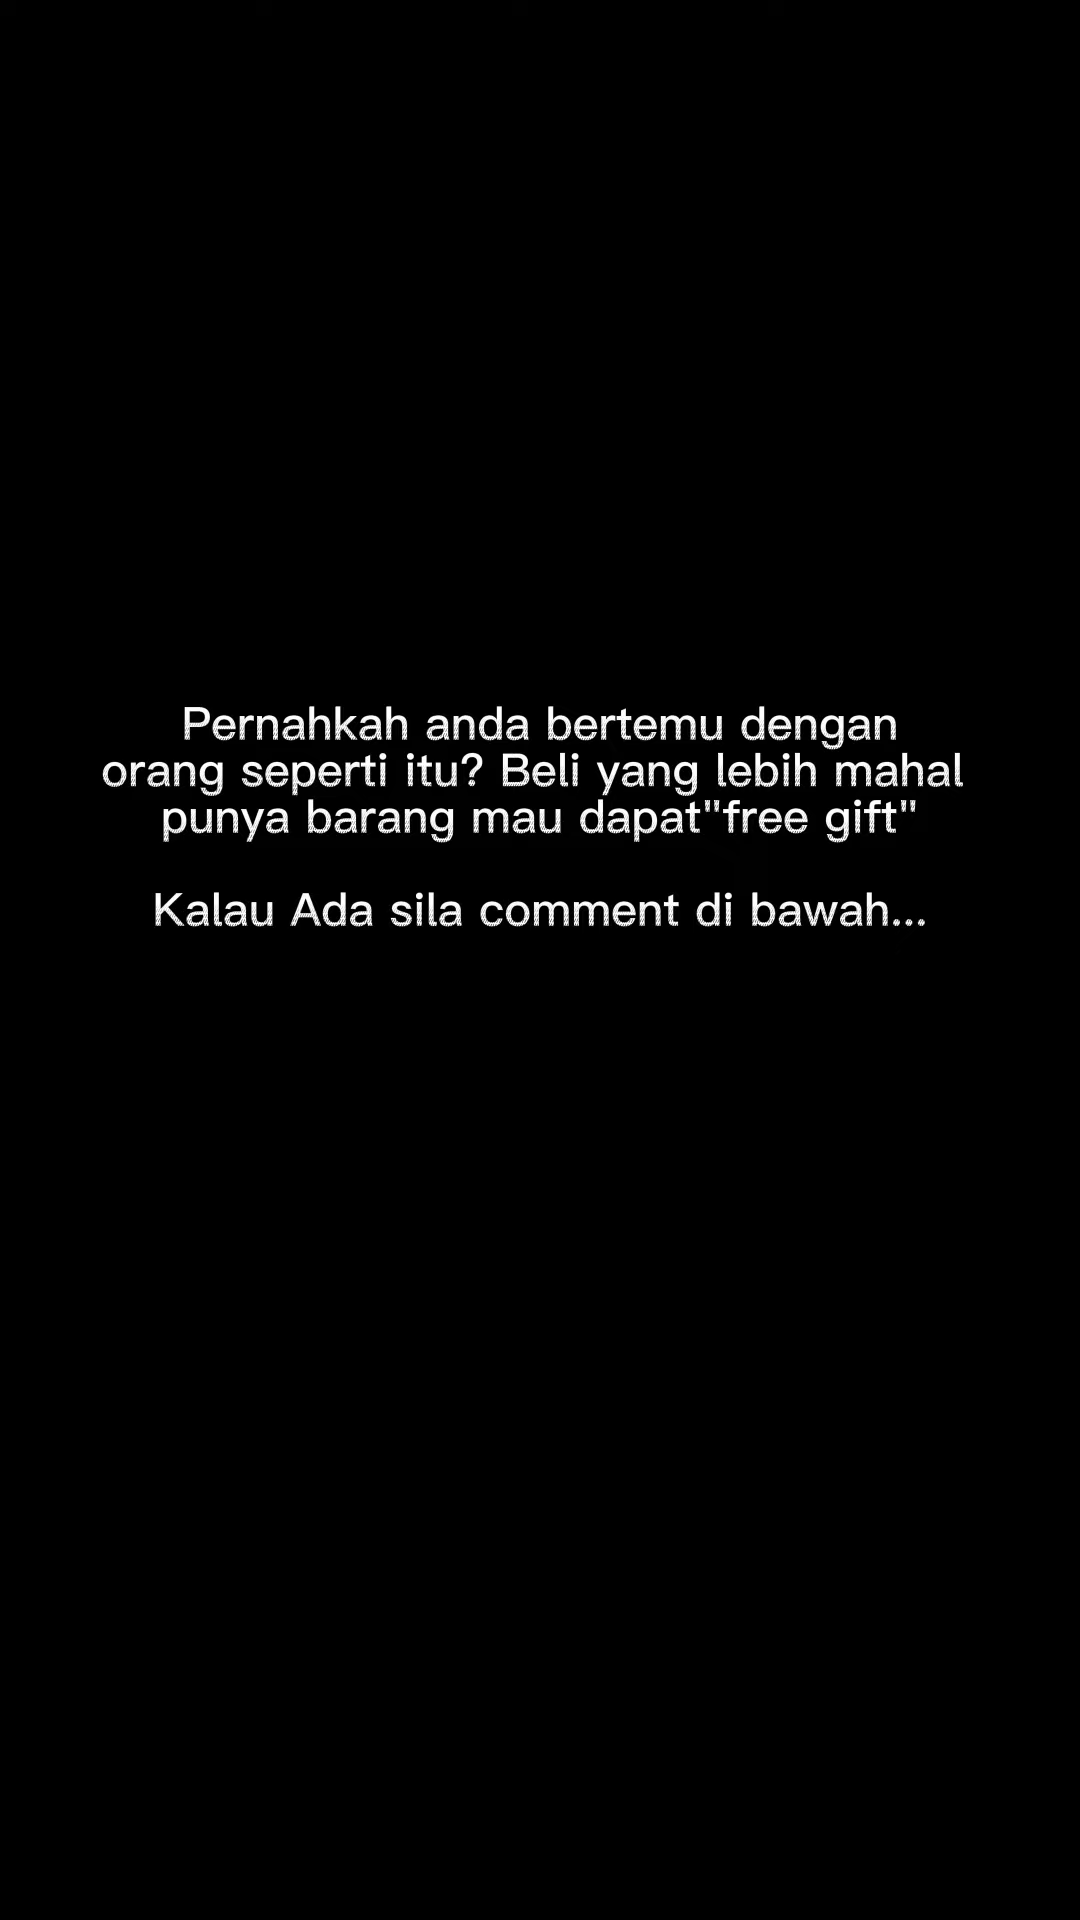 Pernahkah anda bertemu dengan
orang seperti itu? Beli yang lebih mahal
punya barang mau dapat"free gift"
Kalau Ada sila comment di bawah...